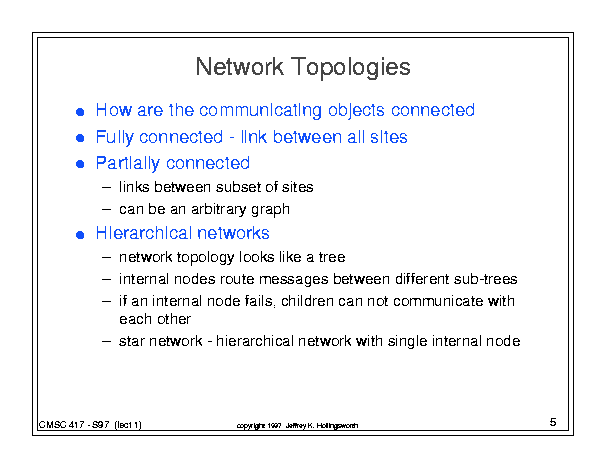 Network Topologies
● How are the communicating objects connected
● Fully connected - link between all sites
● Partially connected
– links between subset of sites
– can be an arbitrary graph
● Hierarchical networks
– network topology looks like a tree
– internal nodes route messages between different sub-trees
– if an internal node fails, children can not communicate with
each other
– star network - hierarchical network with single internal node
CMSC 417 - S97 (lect 1)
copyright 1997 Jeffrey K. Hollingsworth
5